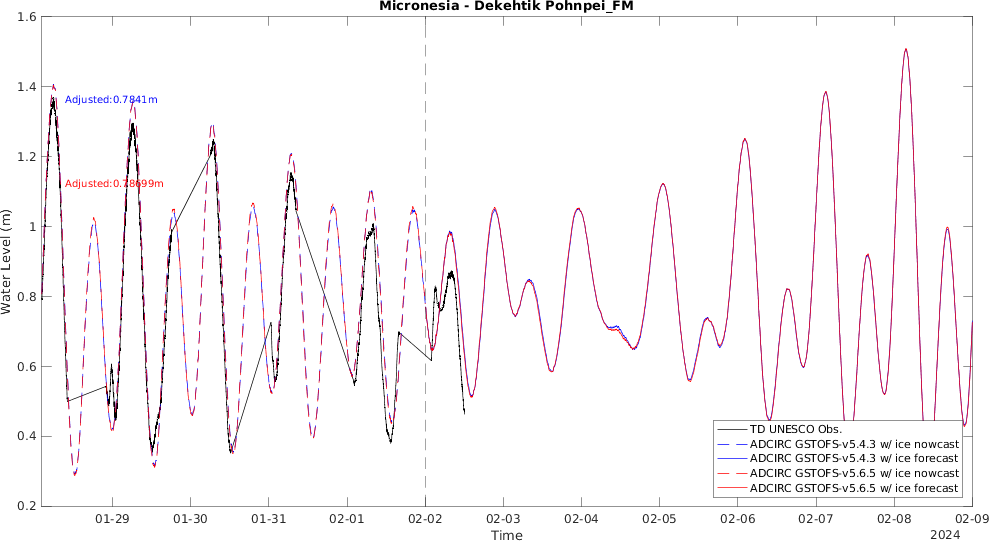 Micronesia - Dekehtik Pohnpei_FM
1.6
1.4
1.2
1
0.8
0.6
0.4
0.2
Water Level (m)
Adjusted:0.7841m
Adjusted:0.78699m
TD UNESCO Obs.
ADCIRC GSTOFS-v5.4.3 w/ ice nowcast
ADCIRC GSTOFS-v5.4.3 w/ ice forecast
ADCIRC GSTOFS-v5.6.5 w/ ice nowcast
ADCIRC GSTOFS-v5.6.5 w/ ice forecast
01-29 01-30 01-31 02-01 02-02 02-03 02-04 02-05 02-06 02-07 02-08 02-09
Time
2024